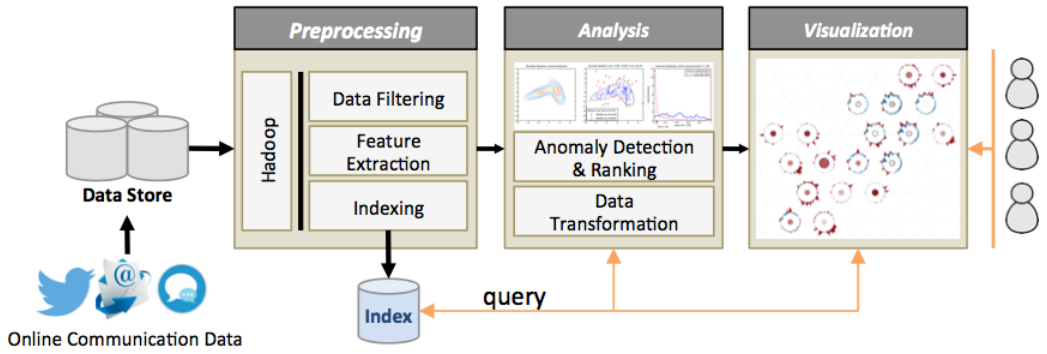 Preprocessing
Analysis
Visualization
Hadoop
Data Filtering
Feature
Extraction
Indexing
Anomaly Detection
& Ranking
Data
Transformation
Data Store
@
query
Index
Online Communication Data